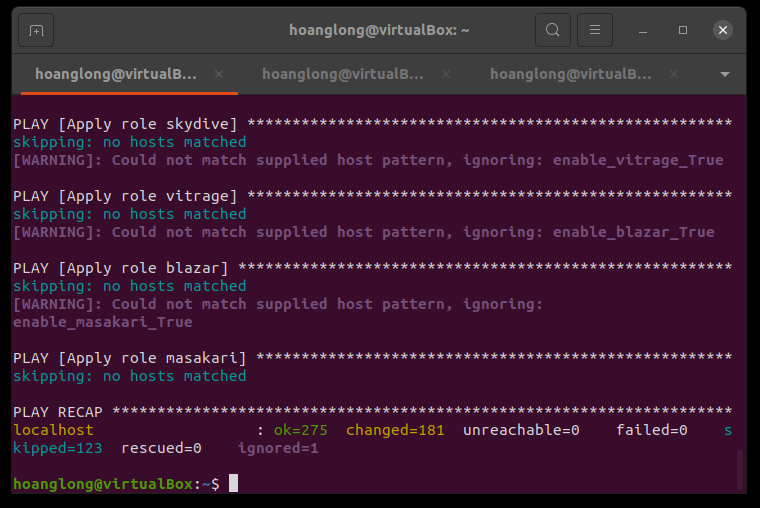 hoanglong@virtualBox: ~
hoanglong@virtualB... × hoanglong@virtualB... × hoanglong@virtualB... ×
PLAY [Apply role skydive] ******************************************************
skipping: no hosts matched
[WARNING]: Could not match supplied host pattern, ignoring: enable_vitrage_True
PLAY [Apply role vitrage] ******************************************************
skipping: no hosts matched
[WARNING]: Could not match supplied host pattern, ignoring: enable_blazar_True
PLAY [Apply role blazar] *******************************************************
skipping: no hosts matched
[WARNING]: Could not match supplied host pattern, ignoring:
enable_masakari_True
PLAY [Apply role masakari] *****************************************************
skipping: no hosts matched
PLAY RECAP *********************************************************************
localhost                  : ok=275  changed=181  unreachable=0    failed=0    s
kipped=123  rescued=0    ignored=1
hoanglong@virtualBox:~$